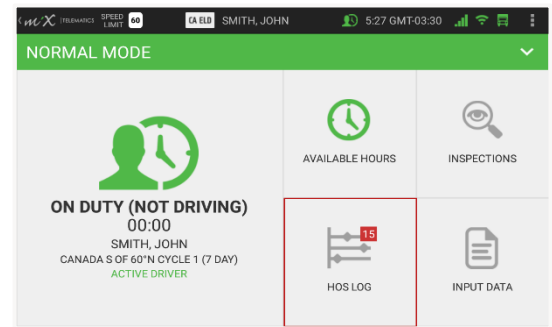 mX [TELEMATICS SPEED LIMIT 60 CA ELD SMITH, JOHN 5:27 GMT-03:30
NORMAL MODE
ON DUTY (NOT DRIVING)
00:00
SMITH, JOHN
CANADA S OF 60°N CYCLE 1 (7 DAY)
ACTIVE DRIVER
AVAILABLE HOURS
INSPECTIONS
15
HOS LOG
INPUT DATA